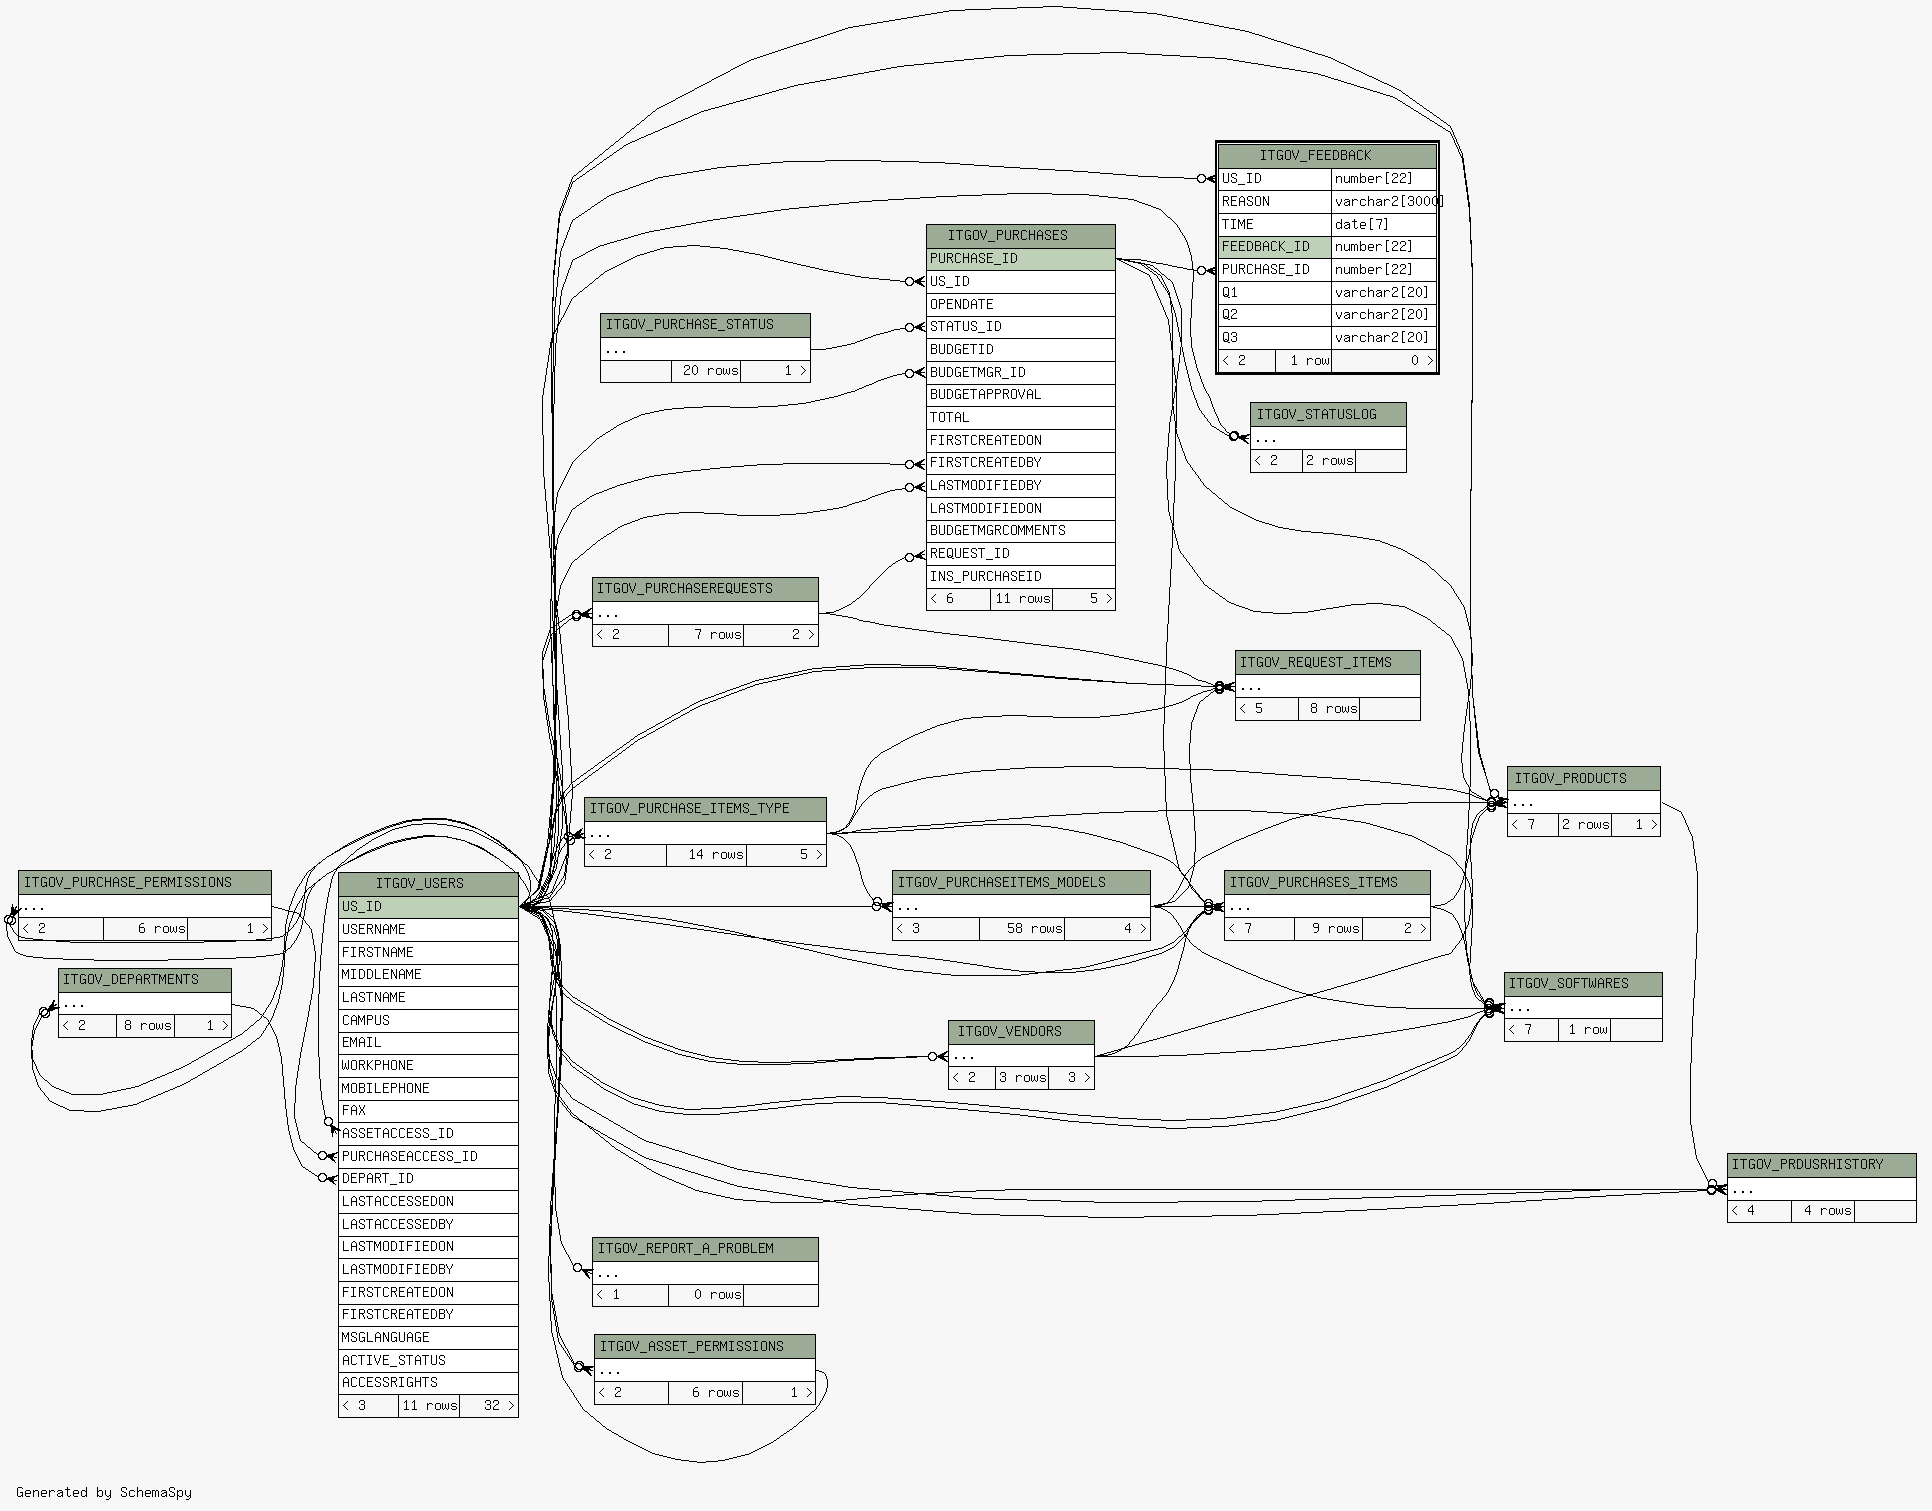 ITGOV_FEEDBACK
US_ID number[22]
REASON varchar2[3000]
TIME date[7]
FEEDBACK_ID number[22]
PURCHASE_ID number[22]
Q1 varchar2[20]
Q2 varchar2[20]
Q3 varchar2[20]
< 2 1 row 0 >
ITGOV_PURCHASES
PURCHASE_ID
US_ID
OPENDATE
STATUS_ID
BUDGETID
BUDGETMGR_ID
BUDGETAPPROVAL
TOTAL
FIRSTCREATEDON
FIRSTCREATEDBY
LASTMODIFIEDBY
LASTMODIFIEDON
BUDGETMGRCOMMENTS
REQUEST_ID
INS_PURCHASEID
< 6 11 rows 5 >
ITGOV_PURCHASE_STATUS
...
20 rows 1 >
ITGOV_STATUSLOG
...
< 2 2 rows
ITGOV_PURCHASEREQUESTS
...
< 2 7 rows 2 >
ITGOV_REQUEST_ITEMS
...
< 5 8 rows
ITGOV_PRODUCTS
...
< 7 2 rows 1 >
ITGOV_PURCHASE_ITEMS_TYPE
...
< 2 14 rows 5 >
ITGOV_PURCHASE_PERMISSIONS
...
< 2 6 rows 1 >
ITGOV_USERS
US_ID
USERNAME
FIRSTNAME
MIDDLENAME
LASTNAME
CAMPUS
EMAIL
WORKPHONE
MOBILEPHONE
FAX
ASSETACCESS_ID
PURCHASEACCESS_ID
DEPART_ID
LASTACCESSEDON
LASTACCESSEDBY
LASTMODIFIEDON
LASTMODIFIEDBY
FIRSTCREATEDON
FIRSTCREATEDBY
MSGLANGUAGE
ACTIVE_STATUS
ACCESSRIGHTS
< 3 11 rows 32 >
ITGOV_PURCHASEITEMS_MODELS
...
< 3 58 rows 4 >
ITGOV_PURCHASES_ITEMS
...
< 7 9 rows 2 >
ITGOV_DEPARTMENTS
...
< 2 8 rows 1 >
ITGOV_SOFTWARES
...
< 7 1 row
ITGOV_VENDORS
...
< 2 3 rows 3 >
ITGOV_PRDUSRHISTORY
...
< 4 4 rows
ITGOV_REPORT_A_PROBLEM
...
< 1 0 rows
ITGOV_ASSET_PERMISSIONS
...
< 2 6 rows 1 >
Generated by SchemaSpy